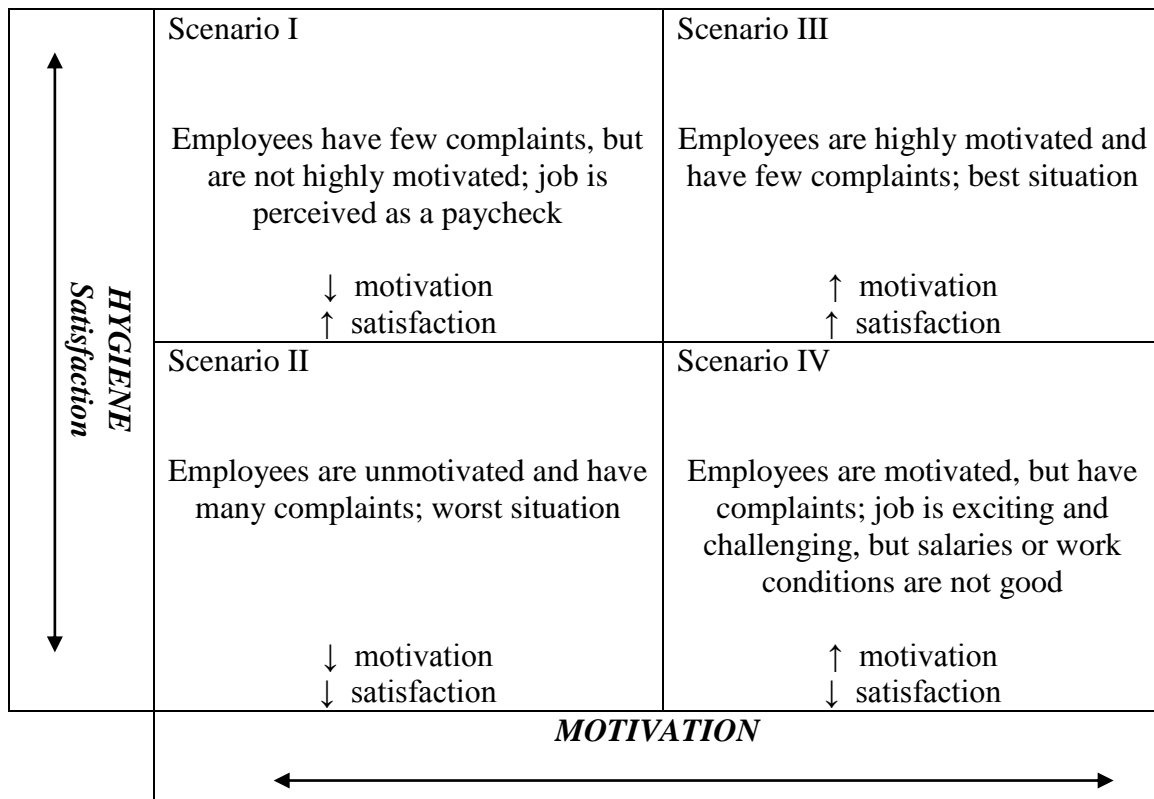 Scenario I
Employees have few complaints, but
are not highly motivated; job is
perceived as a paycheck
↓ motivation
↑ satisfaction
Scenario III
Employees are highly motivated and
have few complaints; best situation
↑ motivation
↑ satisfaction
HYGIENE
Satisfaction
Scenario II
Employees are unmotivated and have
many complaints; worst situation
↓ motivation
↓ satisfaction
Scenario IV
Employees are motivated, but have
complaints; job is exciting and
challenging, but salaries or work
conditions are not good
↑ motivation
↓ satisfaction
MOTIVATION